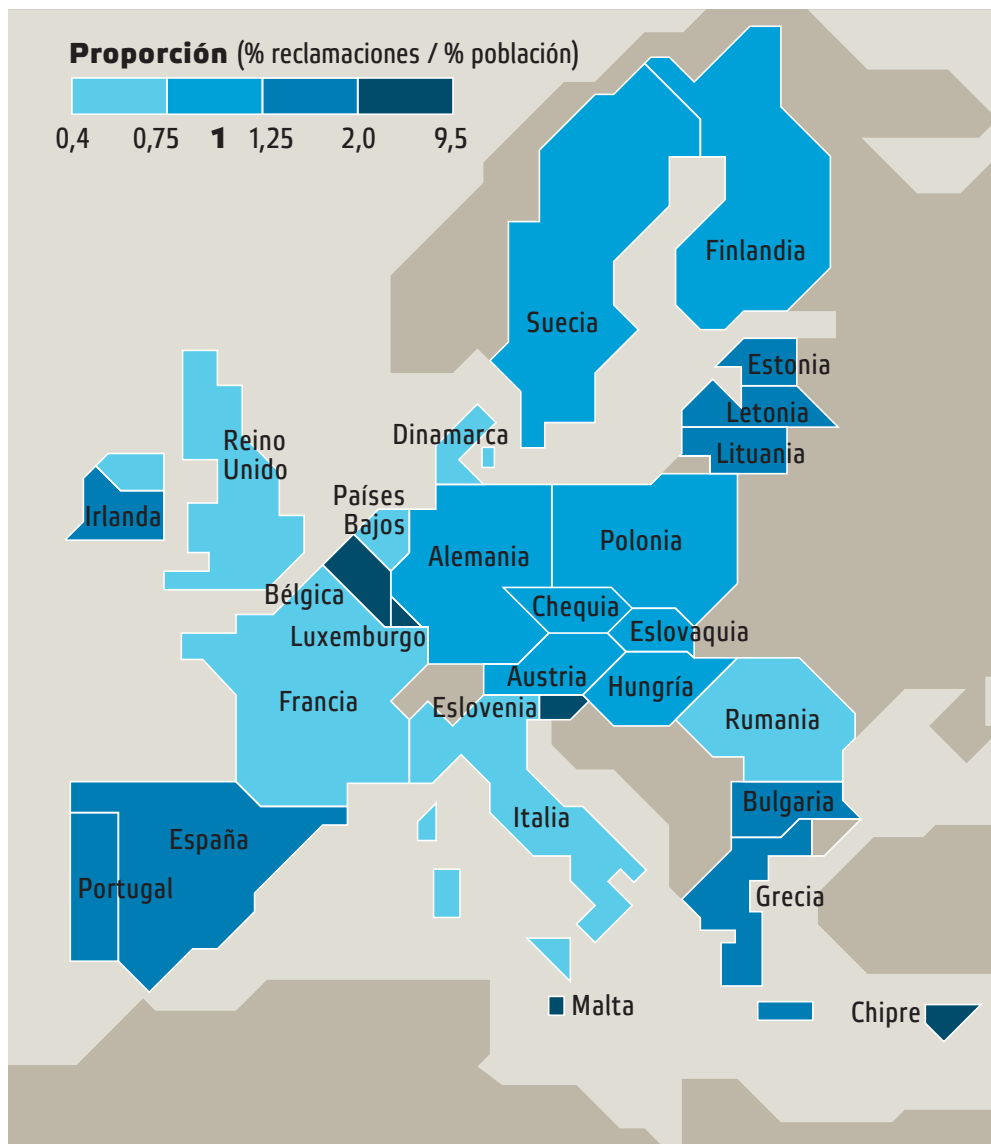 Proporción (% reclamaciones / % población)
0,4 0,75 1 1,25 2,0 9,5
Finlandia
Suecia
Estonia
Letonia
Lituania
Dinamarca
Reino
Unido
Irlanda
Países
Bajos
Alemania
Polonia
Bélgica
Chequia
Luxemburgo
Eslovaquia
Austria
Hungría
Francia
Eslovenia
Rumania
Bulgaria
Italia
España
Portugal
Grecia
Malta
Chipre